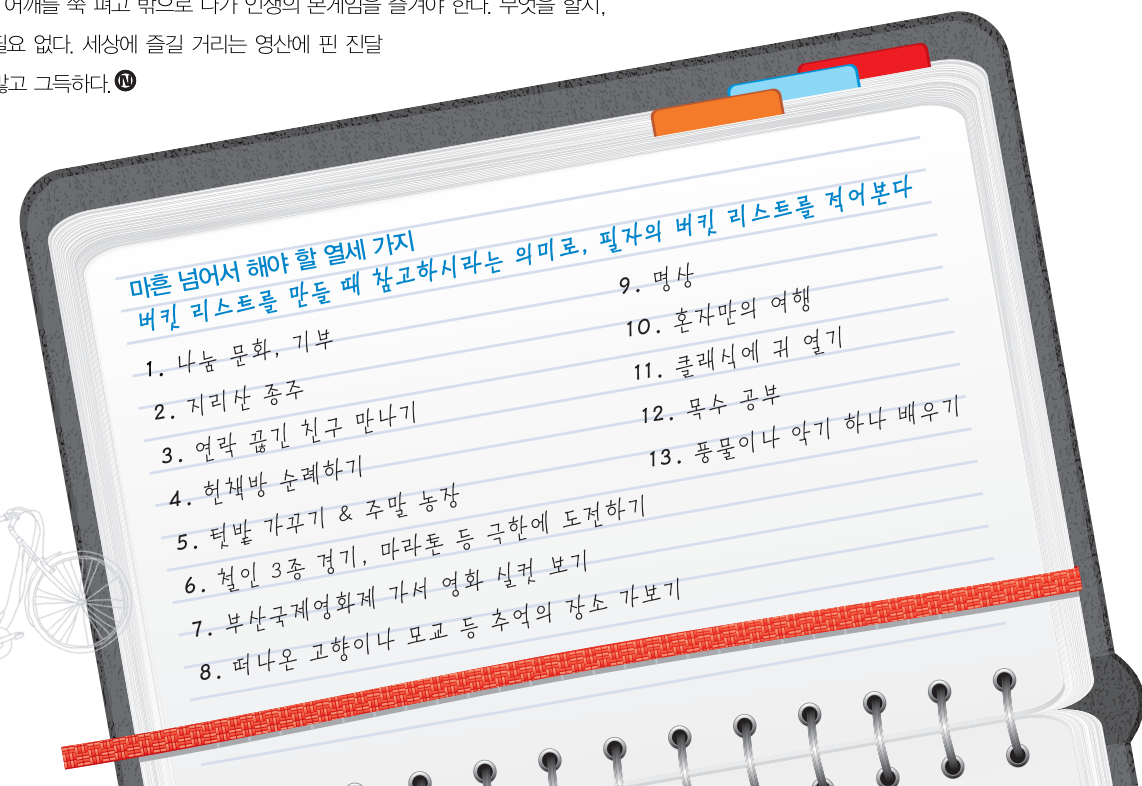 어깨를 쭉 펴고 밖으로 나가 인생의 본게임을 즐겨야 한다. 무엇을 할지,
필요 없다. 세상에 즐길 거리는 영산에 핀 진달
많고 그득하다. N
마흔 넘어서 해야 할 열세 가지
버킷 리스트를 만들 때 참고하시라는 의미로, 필자의 버킷 리스트를 적어본다
1. 나눔 문화, 기부
2. 지리산 종주
3. 연락 끊긴 친구 만나기
4. 헌책방 순례하기
5. 텃밭 가꾸기 & 주말 농장
6. 철인 3종 경기, 마라톤 등 극한에 도전하기
7. 부산국제영화제 가서 영화 실컷 보기
8. 떠나온 고향이나 모교 등 추억의 장소 가보기
9. 명상
10. 혼자만의 여행
11. 클래식에 귀 열기
12. 목수 공부
13. 풍물이나 악기 하나 배우기